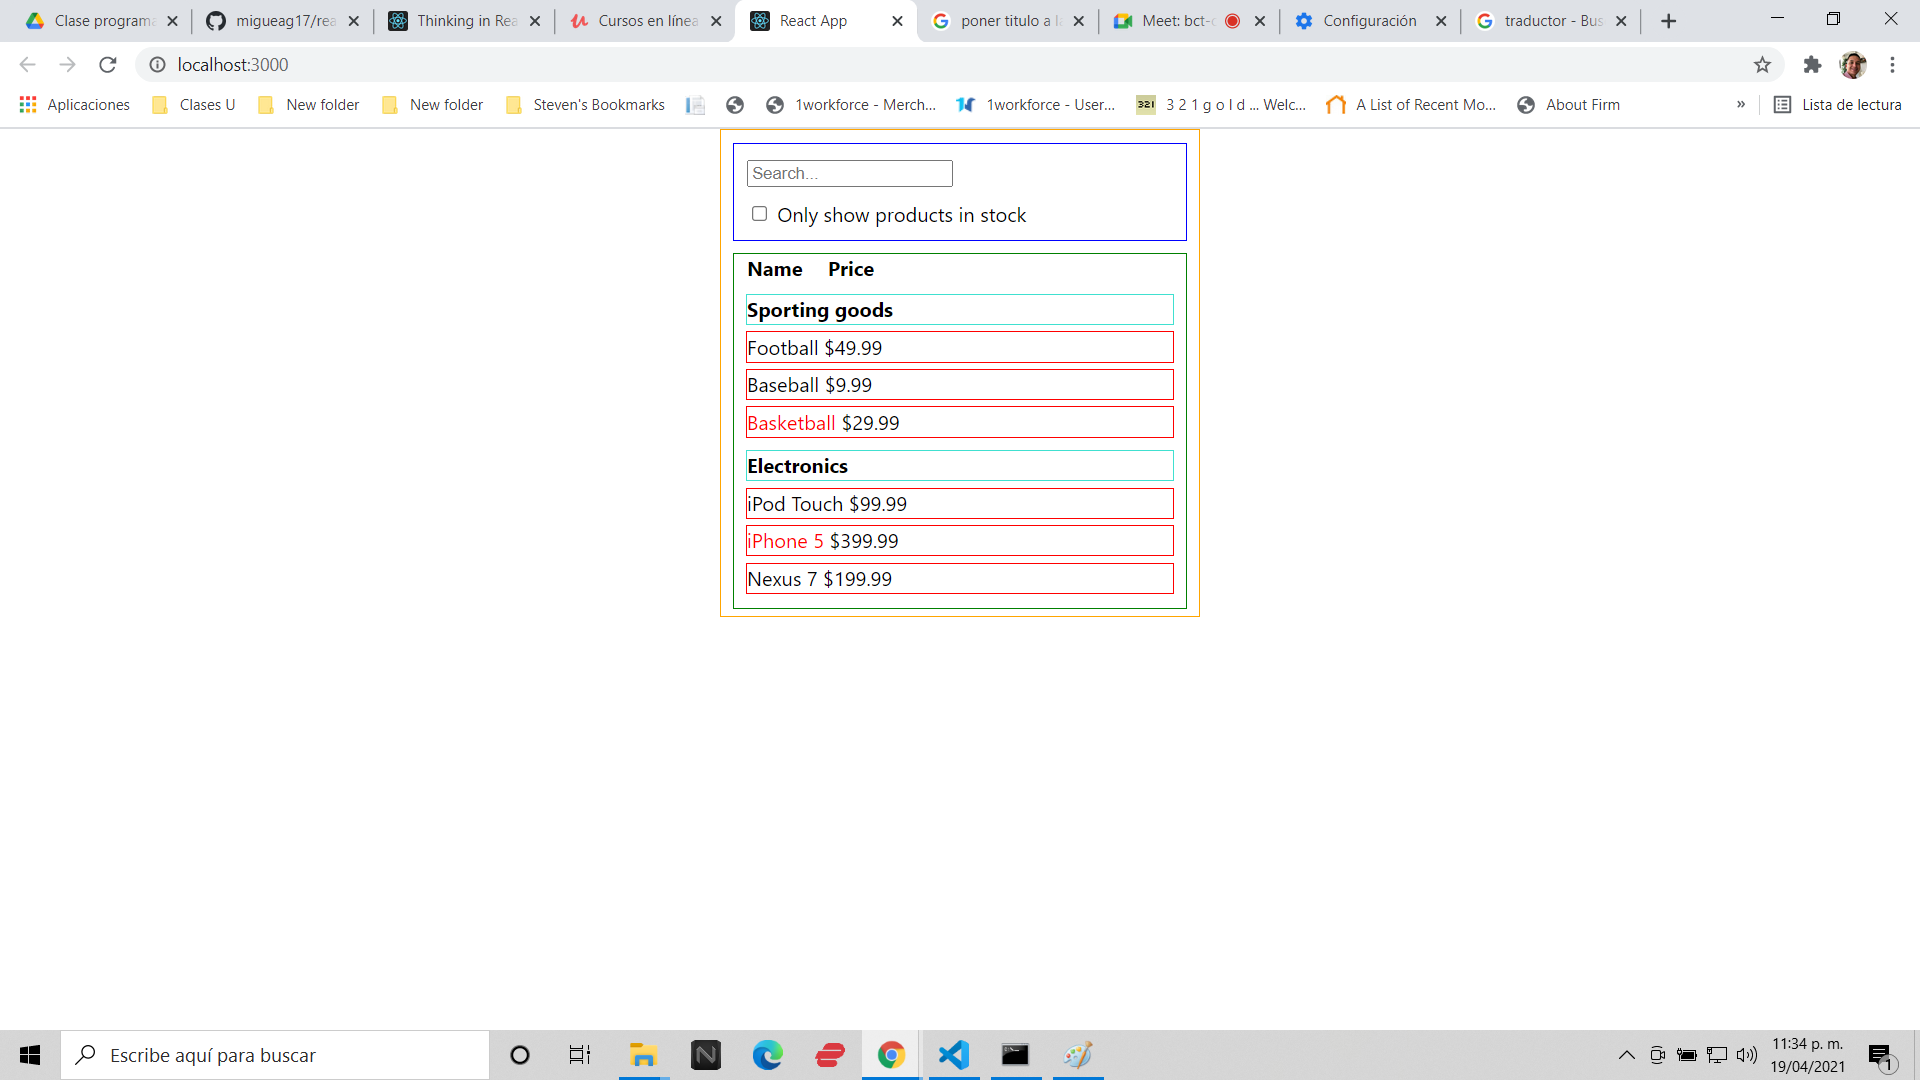 Clase programa
migueag17/rea
Thinking in Rea
Cursos en línea
React App
poner titulo a la
Meet: bct-
Configuración
traductor - Bus
localhost:3000
Aplicaciones
Clases U
New folder
New folder
Steven's Bookmarks
1workforce - Merch...
1workforce - User...
321
3 2 1 g o l d ... Welc...
A List of Recent Mo...
About Firm
»
Lista de lectura
Search...
Only show products in stock
Name Price
Sporting goods
Football $49.99
Baseball $9.99
Basketball $29.99
Electronics
iPod Touch $99.99
iPhone 5 $399.99
Nexus 7 $199.99
Escribe aquí para buscar
N
11:34 p. m.
19/04/2021
1